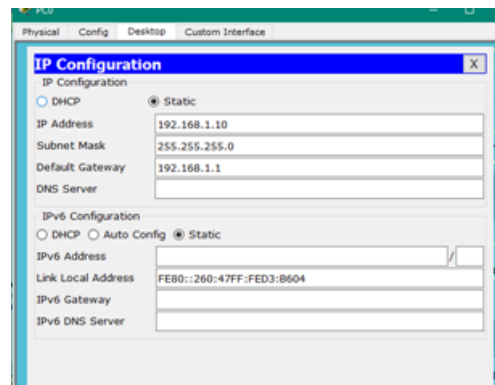 PC0
Physical Config Desktop Custom Interface
IP Configuration X
IP Configuration
DHCP Static
IP Address 192.168.1.10
Subnet Mask 255.255.255.0
Default Gateway 192.168.1.1
DNS Server
IPv6 Configuration
DHCP Auto Config Static
IPv6 Address /
Link Local Address FE80::260:47FF:FED3:B604
IPv6 Gateway
IPv6 DNS Server